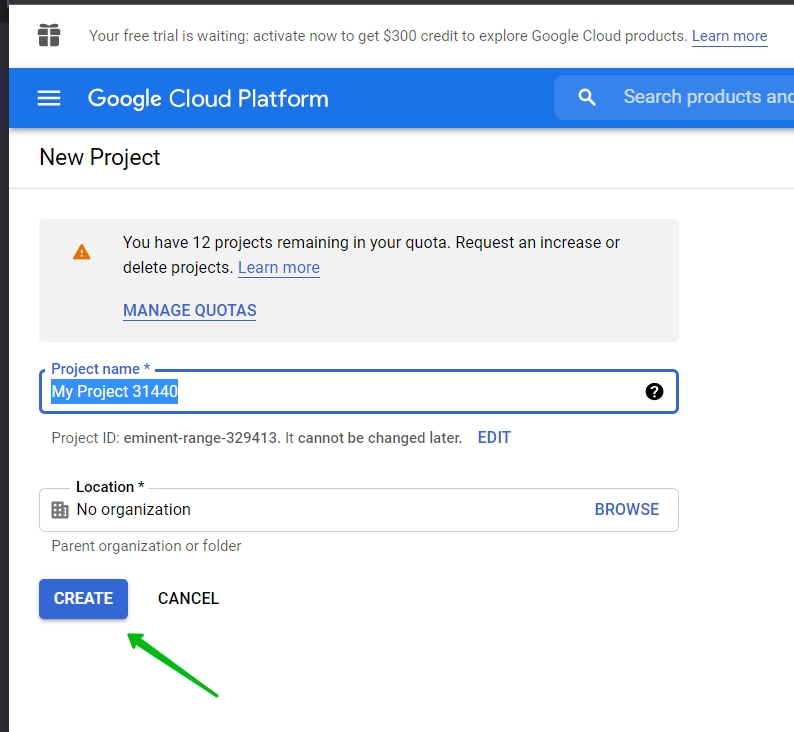 Your free trial is waiting: activate now to get $300 credit to explore Google Cloud products. Learn more
Google Cloud Platform
Search products and
New Project
You have 12 projects remaining in your quota. Request an increase or
delete projects. Learn more
MANAGE QUOTAS
Project name *
My Project 31440
Project ID: eminent-range-329413. It cannot be changed later. EDIT
Location *
No organization BROWSE
Parent organization or folder
CREATE CANCEL